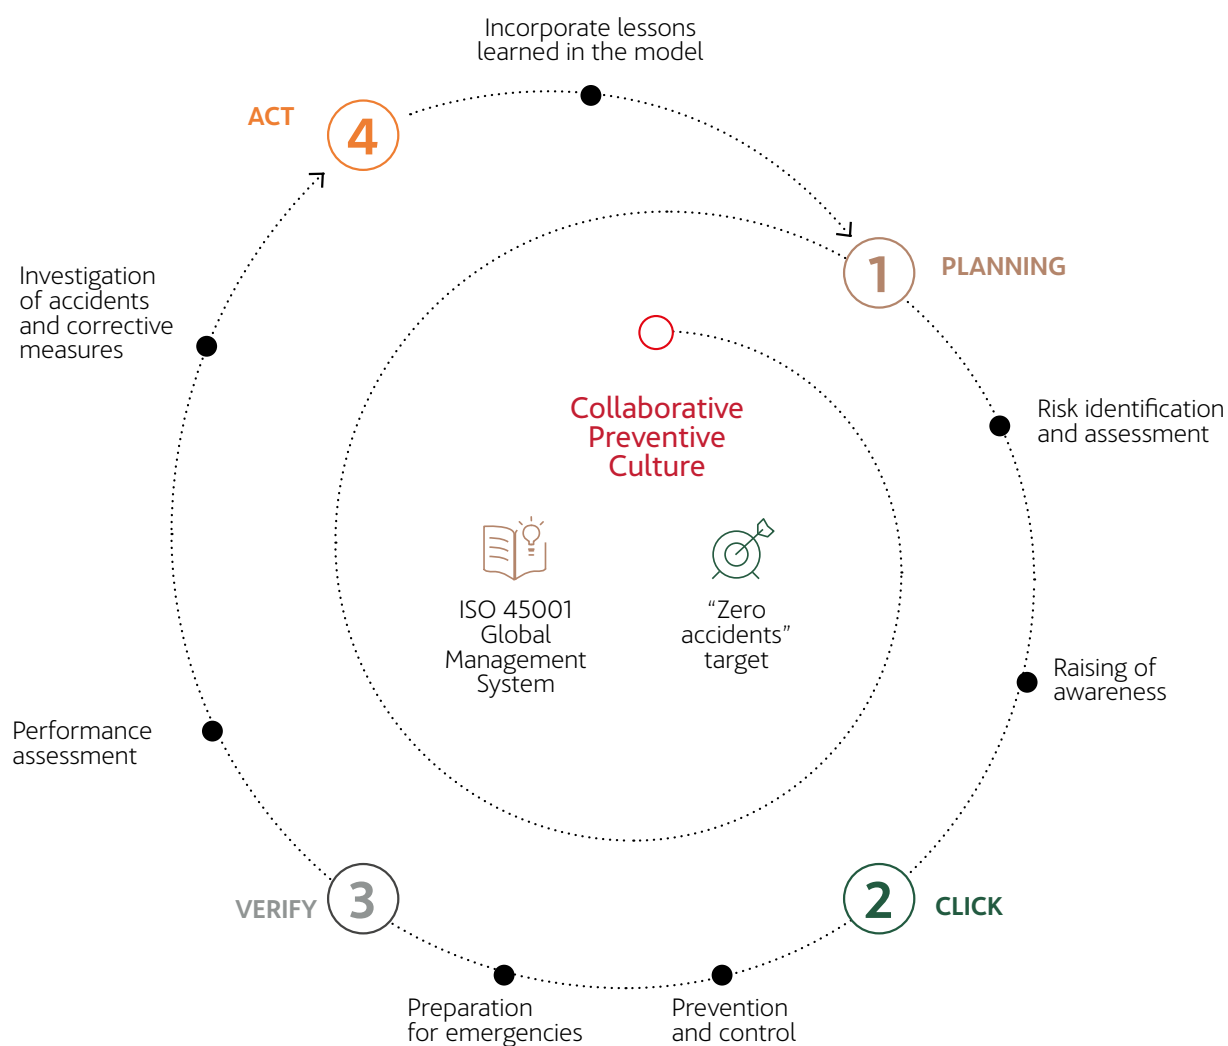 Incorporate lessons
learned in the model
ACT
4
1
PLANNING
Investigation
of accidents
and corrective
measures
Collaborative
Preventive
Culture
Risk identification
and assessment
ISO 45001
Global
Management
System
“Zero
accidents”
target
Raising of
awareness
Performance
assessment
VERIFY
3
2
CLICK
Preparation
for emergencies
Prevention
and control